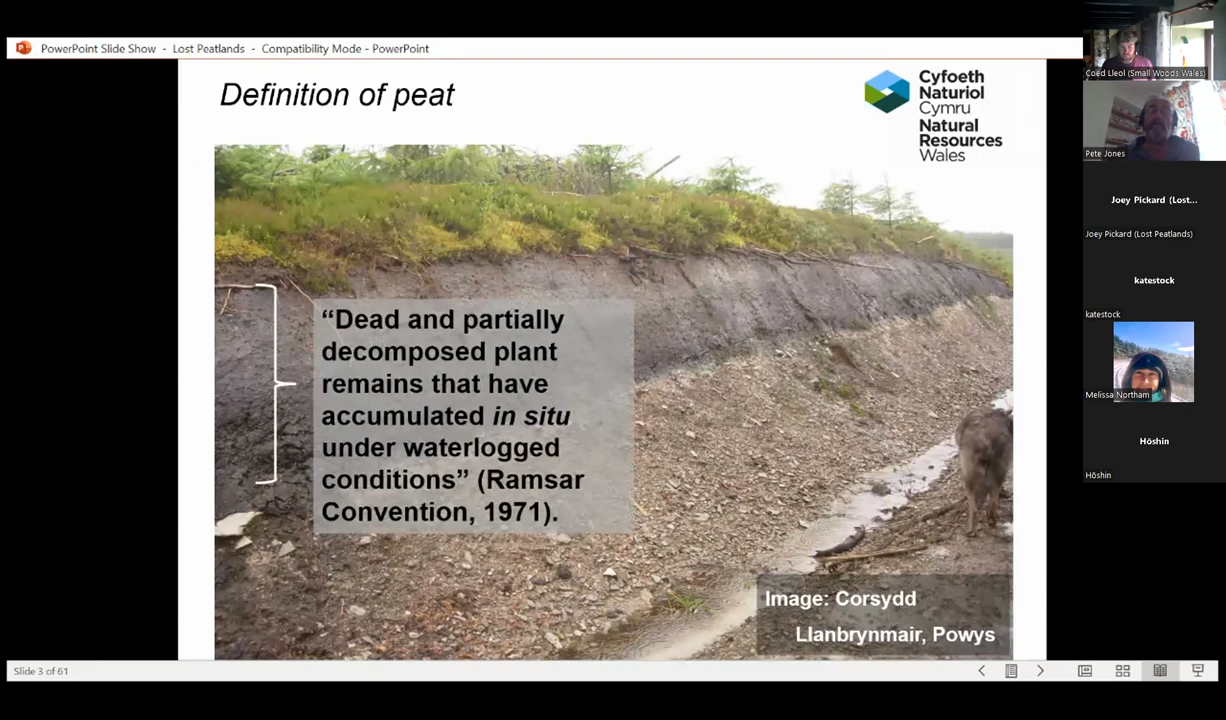 PowerPoint Slide Show - Lost Peatlands - Compatibility Mode - PowerPoint
Definition of peat
Cyfoeth
Naturiol
Cymru
Natural
Resources
Wales
“Dead and partially
decomposed plant
remains that have
accumulated in situ
under waterlogged
conditions” (Ramsar
Convention, 1971).
Image: Corsydd
Llanbrynmair, Powys
Slide 3 of 61
Coed Lleol (Small Woods Wales)
Pete Jones
Joey Pickard (Lost...
Joey Pickard (Lost Peatlands)
katestock
katestock
Melissa Northam
Hōshin
Hōshin